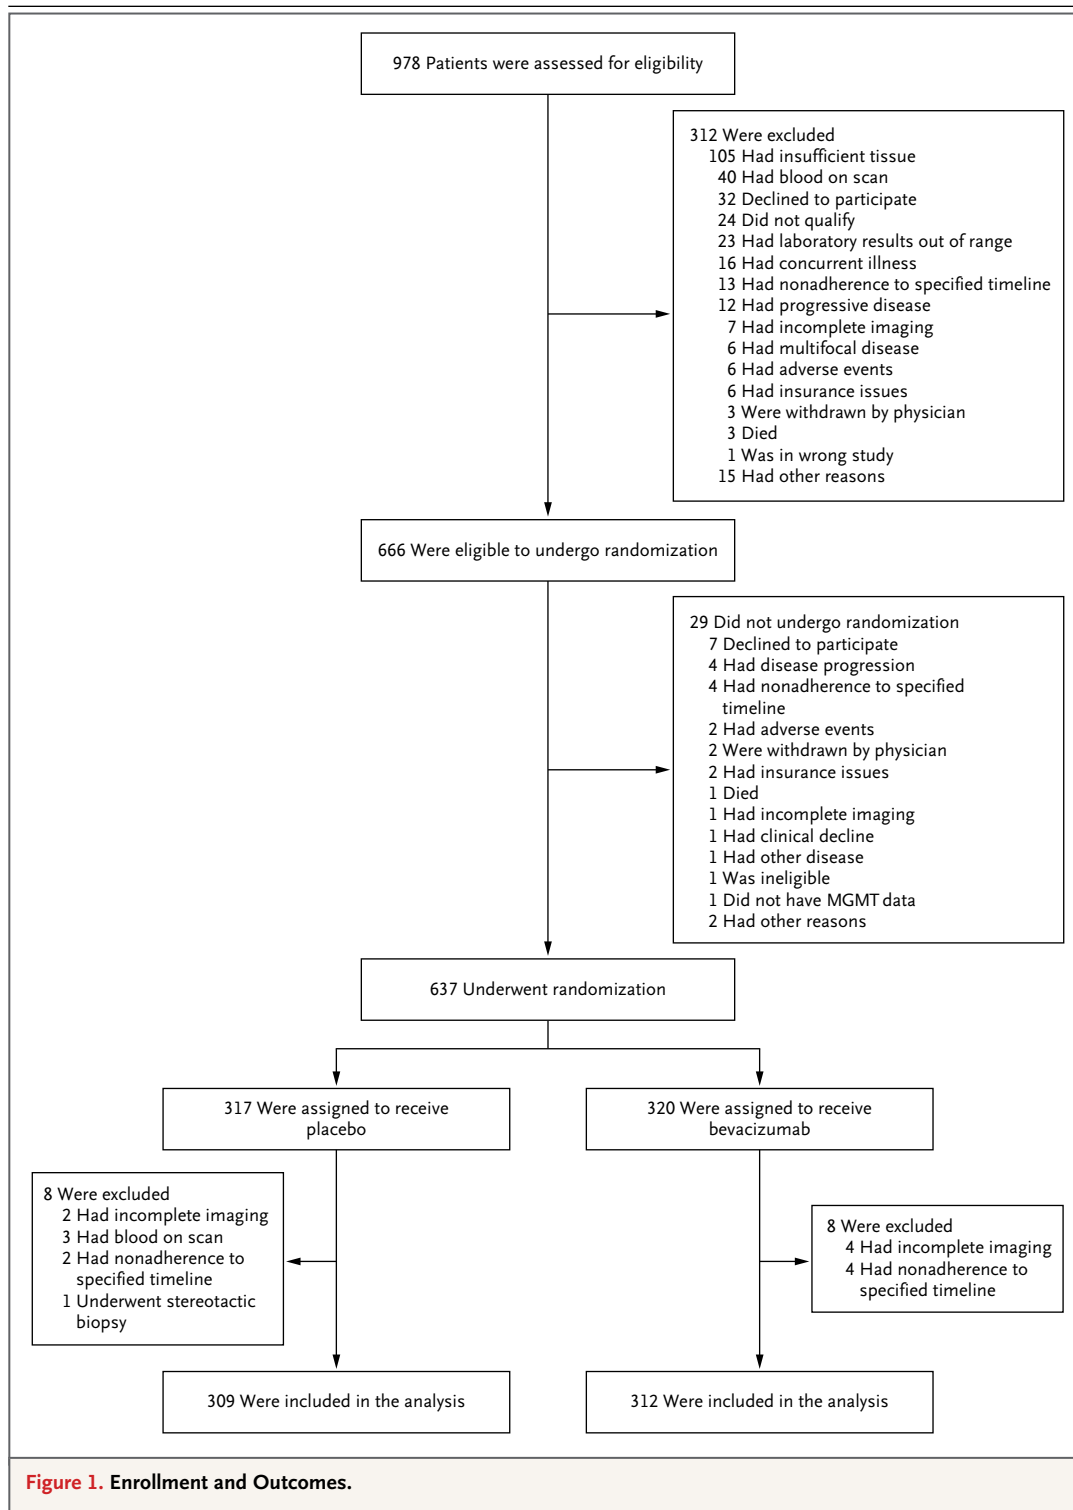 978 Patients were assessed for eligibility
312 Were excluded
105 Had insufficient tissue
40 Had blood on scan
32 Declined to participate
24 Did not qualify
23 Had laboratory results out of range
16 Had concurrent illness
13 Had nonadherence to specified timeline
12 Had progressive disease
7 Had incomplete imaging
6 Had multifocal disease
6 Had adverse events
6 Had insurance issues
3 Were withdrawn by physician
3 Died
1 Was in wrong study
15 Had other reasons
666 Were eligible to undergo randomization
29 Did not undergo randomization
7 Declined to participate
4 Had disease progression
4 Had nonadherence to specified
timeline
2 Had adverse events
2 Were withdrawn by physician
2 Had insurance issues
1 Died
1 Had incomplete imaging
1 Had clinical decline
1 Had other disease
1 Was ineligible
1 Did not have MGMT data
2 Had other reasons
637 Underwent randomization
317 Were assigned to receive
placebo
320 Were assigned to receive
bevacizumab
8 Were excluded
2 Had incomplete imaging
3 Had blood on scan
2 Had nonadherence to
specified timeline
1 Underwent stereotactic
biopsy
8 Were excluded
4 Had incomplete imaging
4 Had nonadherence to
specified timeline
309 Were included in the analysis
312 Were included in the analysis
Figure 1. Enrollment and Outcomes.